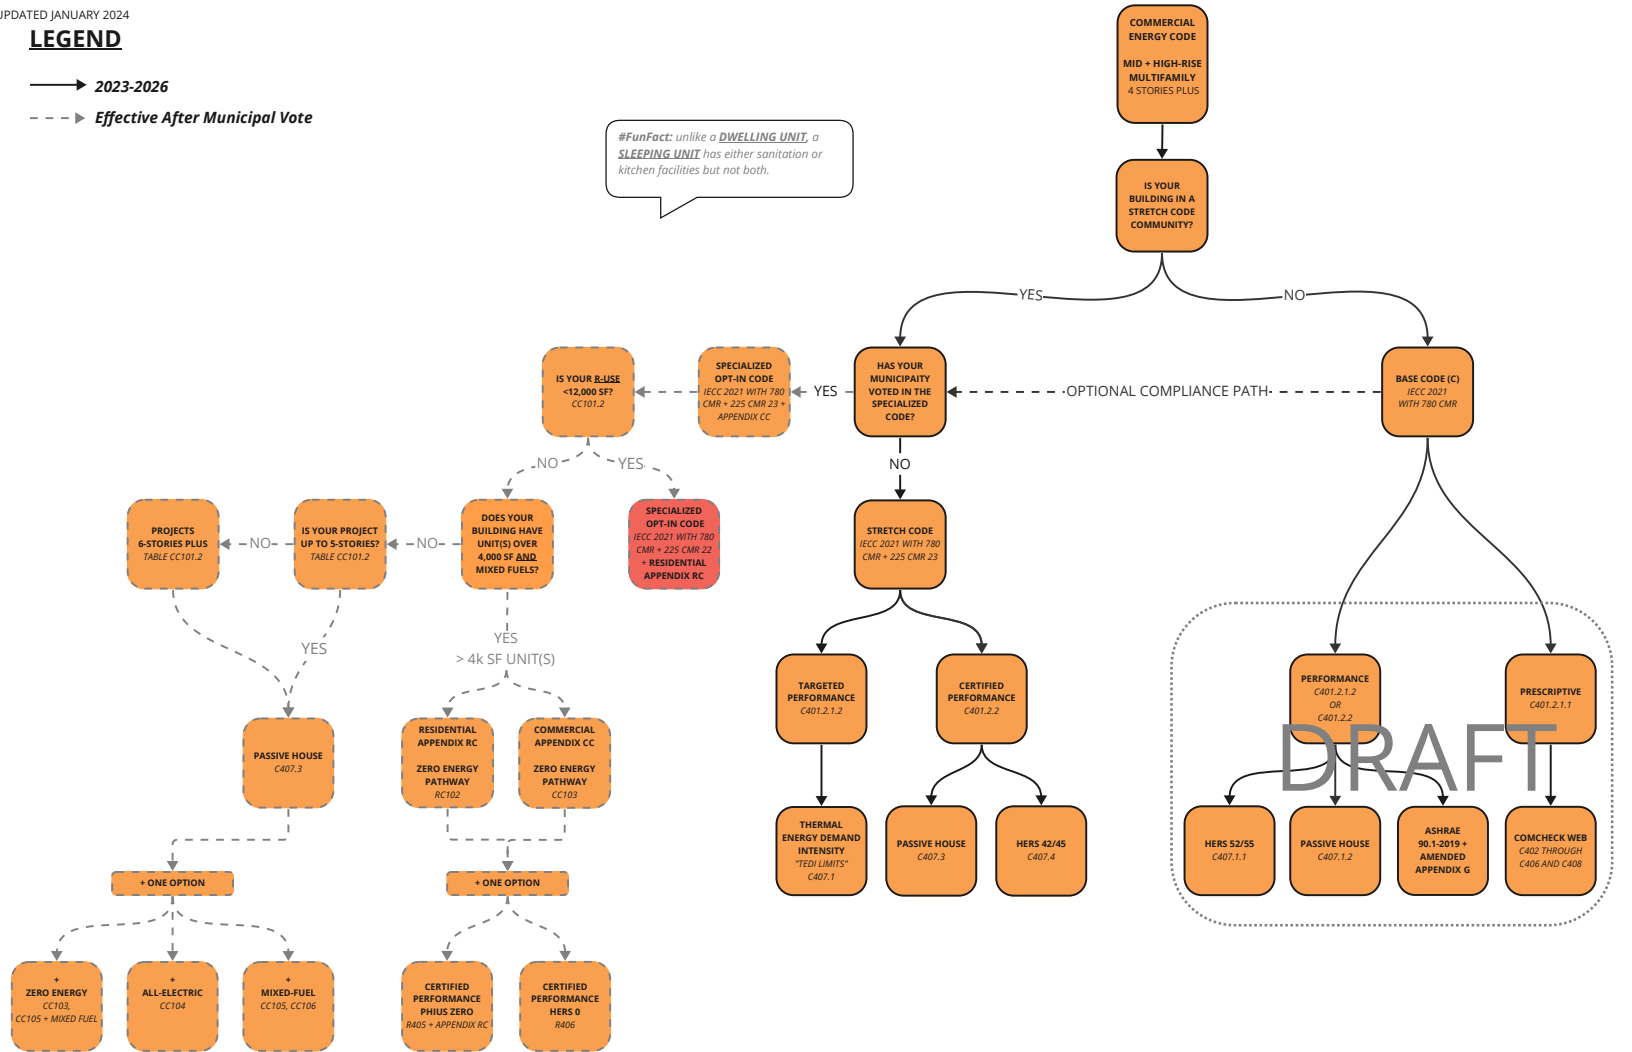 UPDATED JANUARY 2024
LEGEND
2023-2026
Effective After Municipal Vote
#FunFact: unlike a DWELLING UNIT, a
SLEEPING UNIT has either sanitation or
kitchen facilities but not both.
COMMERCIAL
ENERGY CODE
MID + HIGH-RISE
MULTIFAMILY
4 STORIES PLUS
IS YOUR
BUILDING IN A
STRETCH CODE
COMMUNITY?
YES
NO
IS YOUR R-USE
<12,000 SF?
CC101.2
SPECIALIZED
OPT-IN CODE
IECC 2021 WITH 780
CMR + 225 CMR 23 +
APPENDIX CC
YES
HAS YOUR
MUNICIPAITY
VOTED IN THE
SPECIALIZED
CODE?
OPTIONAL COMPLIANCE PATH
BASE CODE (C)
IECC 2021
WITH 780 CMR
NO
YES
NO
PROJECTS
6-STORIES PLUS
TABLE CC101.2
NO
IS YOUR PROJECT
UP TO 5-STORIES?
TABLE CC101.2
NO
DOES YOUR
BUILDING HAVE
UNIT(S) OVER
4,000 SF AND
MIXED FUELS?
SPECIALIZED
OPT-IN CODE
IECC 2021 WITH 780
CMR + 225 CMR 22
+ RESIDENTIAL
APPENDIX RC
STRETCH CODE
IECC 2021 WITH 780
CMR + 225 CMR 23
YES
YES
> 4k SF UNIT(S)
TARGETED
PERFORMANCE
C401.2.1.2
CERTIFIED
PERFORMANCE
C401.2.2
PERFORMANCE
C401.2.1.2
OR
C401.2.2
PRESCRIPTIVE
C401.2.1.1
DRAFT
PASSIVE HOUSE
C407.3
RESIDENTIAL
APPENDIX RC
ZERO ENERGY
PATHWAY
RC102
COMMERCIAL
APPENDIX CC
ZERO ENERGY
PATHWAY
CC103
THERMAL
ENERGY DEMAND
INTENSITY
"TEDI LIMITS"
C407.1
PASSIVE HOUSE
C407.3
HERS 42/45
C407.4
HERS 52/55
C407.1.1
PASSIVE HOUSE
C407.1.2
ASHRAE
90.1-2019 +
AMENDED
APPENDIX G
COMCHECK WEB
C402 THROUGH
C406 AND C408
+ ONE OPTION
+ ONE OPTION
+
ZERO ENERGY
CC103,
CC105 + MIXED FUEL
+
ALL-ELECTRIC
CC104
+
MIXED-FUEL
CC105, CC106
CERTIFIED
PERFORMANCE
PHIUS ZERO
R405 + APPENDIX RC
CERTIFIED
PERFORMANCE
HERS 0
R406